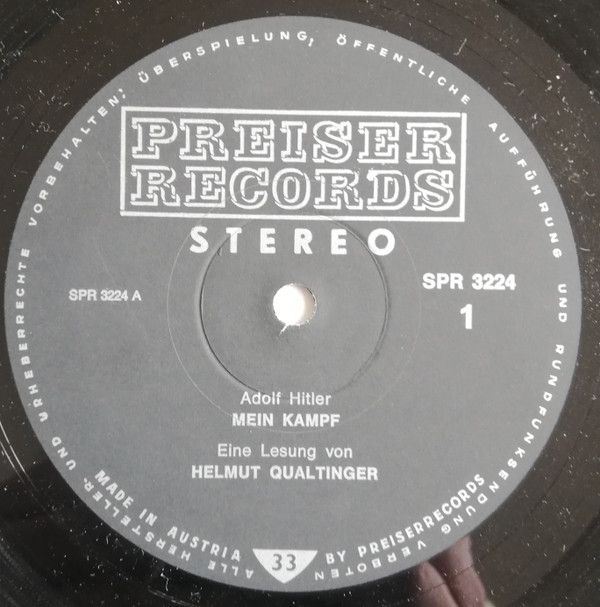 ALLE HERSTELLER- UND URHEBERRECHTE VORBEHALTEN; ÜBERSPIELUNG, ÖFFENTLICHE AUFFÜHRUNG UND RUNDFUNKSENDUNG VERBOTEN
PREISER
RECORDS
STEREO
SPR 3224 A
SPR 3224
1
Adolf Hitler
MEIN KAMPF
Eine Lesung von
HELMUT QUALTINGER
MADE IN AUSTRIA
33
BY PREISERRECORDS